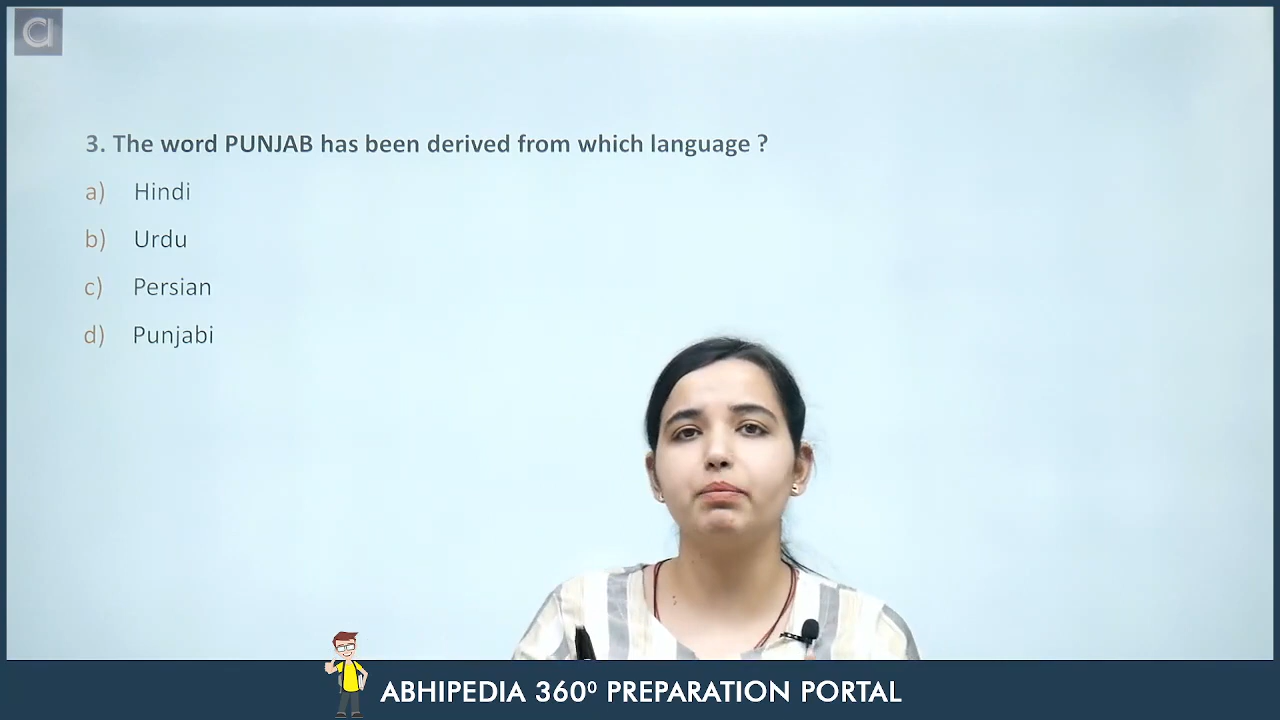 3. The word PUNJAB has been derived from which language ?
a) Hindi
b) Urdu
c) Persian
d) Punjabi
ABHIPEDIA 360⁰ PREPARATION PORTAL